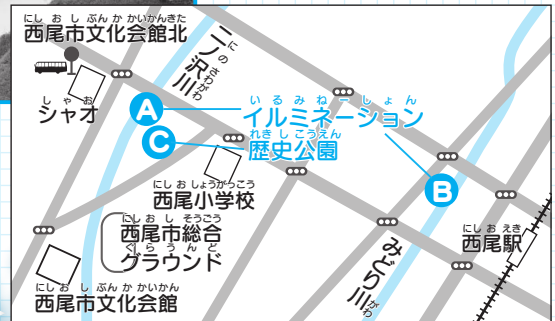 にしおしぶんかかいかんきた
西尾市文化会館北
しゃお
シャオ
にのさわがわ
二ノ沢川
A
いるみねーしょん
イルミネーション
C
れきしこうえん
歴史公園
B
にしおしょうがっこう
西尾小学校
にしおしそうごう
西尾市総合
ぐらうんど
グラウンド
にしおしぶんかかいかん
西尾市文化会館
みどり川
がわ
にしおえき
西尾駅